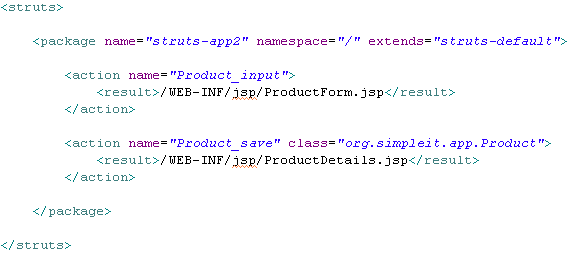 <struts>
<package name="struts-app2" namespace="/" extends="struts-default">
<action name="Product_input">
<result>/WEB-INF/jsp/ProductForm.jsp</result>
</action>
<action name="Product_save" class="org.simpleit.app.Product">
<result>/WEB-INF/jsp/ProductDetails.jsp</result>
</action>
</package>
</struts>